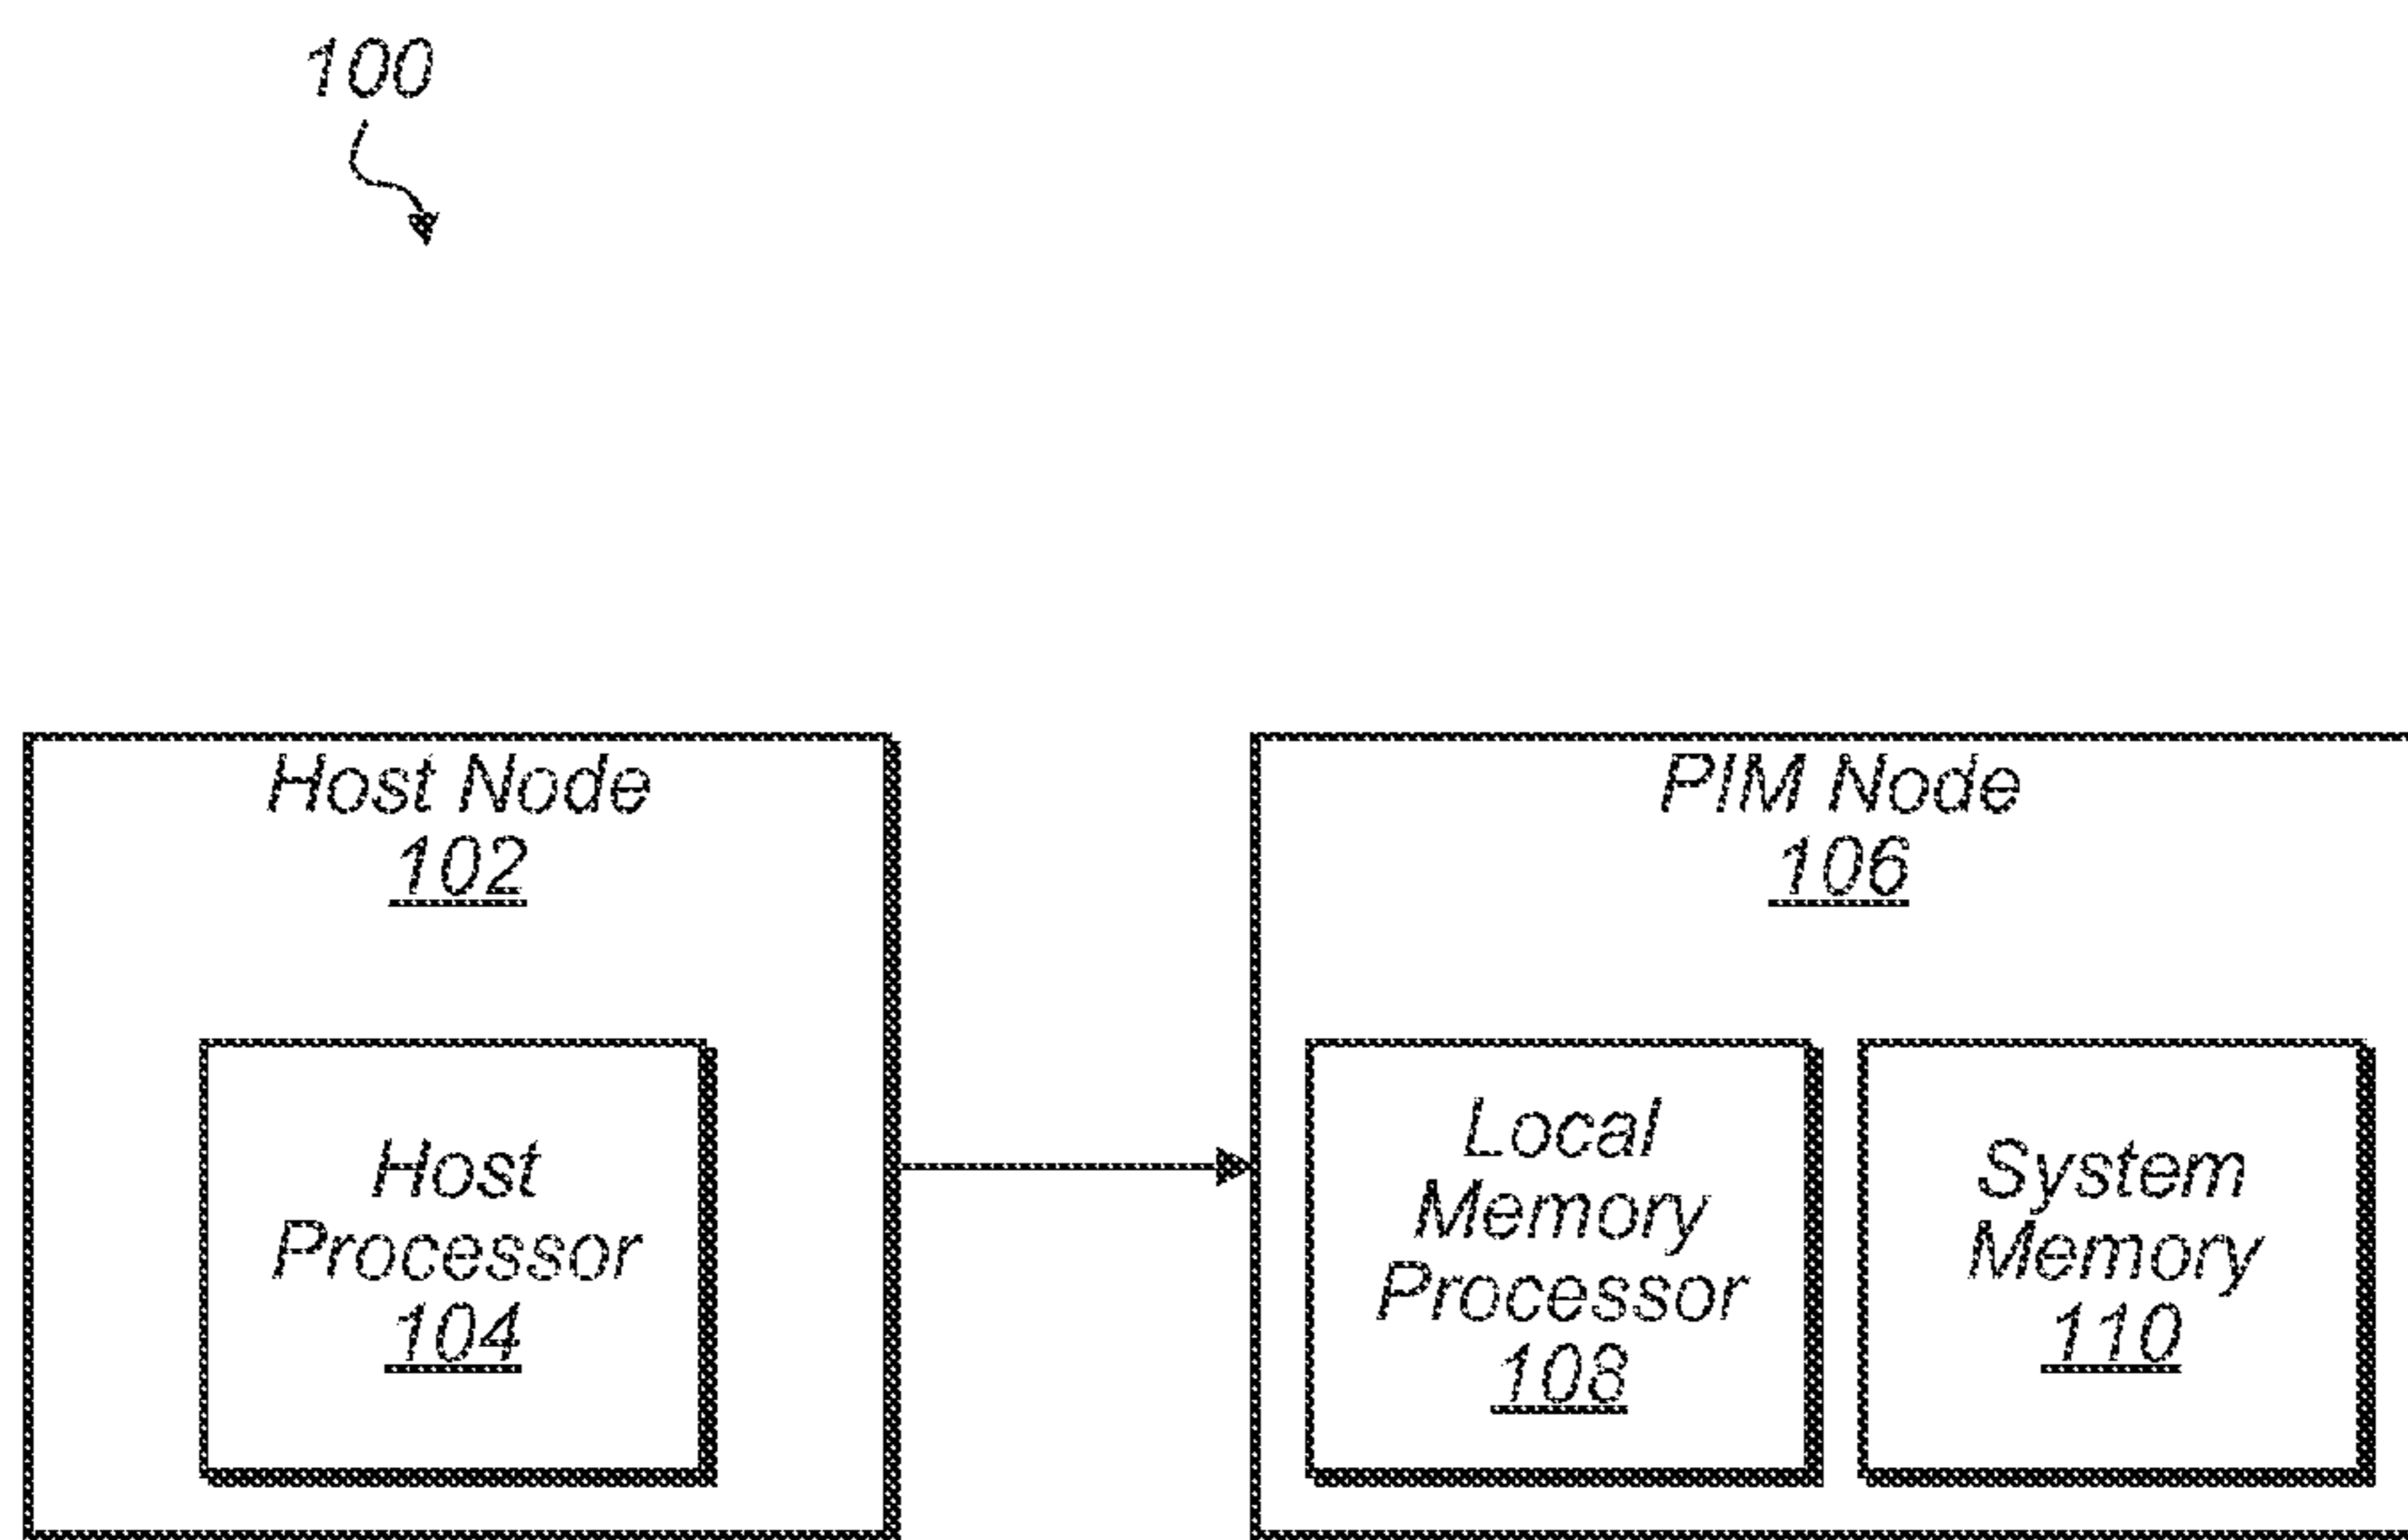 100
Host Node
102
Host
Processor
104
PIM Node
106
Local
Memory
Processor
108
System
Memory
110